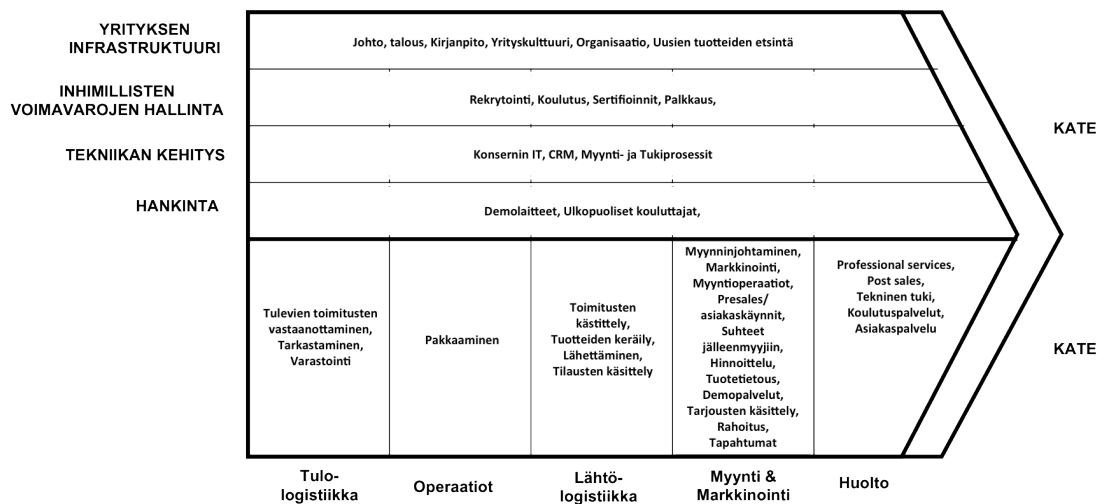 YRITYKSEN
INFRASTRUKTUURI
Johto, talous, Kirjanpito, Yrityskulttuuri, Organisaatio, Uusien tuotteiden etsintä
INHIMILLISTEN
VOIMAVAROJEN HALLINTA
Rekrytointi, Koulutus, Sertifioinnit, Palkkaus,
KATE
TEKNIIKAN KEHITYS
Konsernin IT, CRM, Myynti- ja Tukiprosessit
HANKINTA
Demolaitteet, Ulkopuoliset kouluttajat,
Tulevien toimitusten
vastaanottaminen,
Tarkastaminen,
Varastointi
Pakkaaminen
Toimitusten
kästittely,
Tuotteiden keräily,
Lähettäminen,
Tilausten käsittely
Myynninjohtaminen,
Markkinointi,
Myyntioperaatiot,
Presales/
asiakaskäynnit,
Suhteet
jälleenmyyjiin,
Hinnoittelu,
Tuotetietous,
Demopalvelut,
Tarjousten käsittely,
Rahoitus,
Tapahtumat
Professional services,
Post sales,
Tekninen tuki,
Koulutuspalvelut,
Asiakaspalvelu
KATE
Tulo-
logistiikka
Operaatiot
Lähtö-
logistiikka
Myynti &
Markkinointi
Huolto